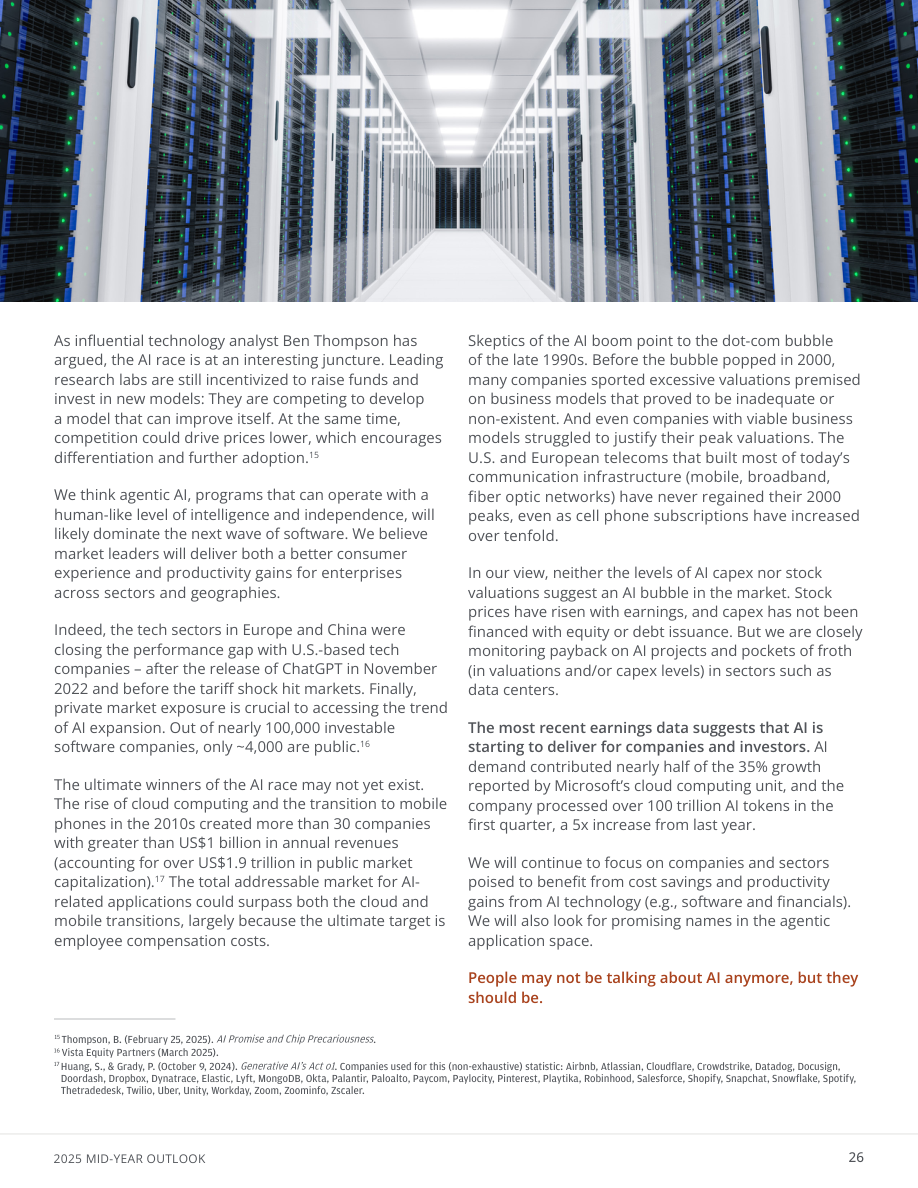 As influential technology analyst Ben Thompson has
argued, the AI race is at an interesting juncture. Leading
research labs are still incentivized to raise funds and
invest in new models: They are competing to develop
a model that can improve itself. At the same time,
competition could drive prices lower, which encourages
differentiation and further adoption.15
We think agentic AI, programs that can operate with a
human-like level of intelligence and independence, will
likely dominate the next wave of software. We believe
market leaders will deliver both a better consumer
experience and productivity gains for enterprises
across sectors and geographies.
Indeed, the tech sectors in Europe and China were
closing the performance gap with U.S.-based tech
companies – after the release of ChatGPT in November
2022 and before the tariff shock hit markets. Finally,
private market exposure is crucial to accessing the trend
of AI expansion. Out of nearly 100,000 investable
software companies, only ~4,000 are public.16
The ultimate winners of the AI race may not yet exist.
The rise of cloud computing and the transition to mobile
phones in the 2010s created more than 30 companies
with greater than US$1 billion in annual revenues
(accounting for over US$1.9 trillion in public market
capitalization).17 The total addressable market for AI-
related applications could surpass both the cloud and
mobile transitions, largely because the ultimate target is
employee compensation costs.
Skeptics of the AI boom point to the dot-com bubble
of the late 1990s. Before the bubble popped in 2000,
many companies sported excessive valuations premised
on business models that proved to be inadequate or
non-existent. And even companies with viable business
models struggled to justify their peak valuations. The
U.S. and European telecoms that built most of today’s
communication infrastructure (mobile, broadband,
fiber optic networks) have never regained their 2000
peaks, even as cell phone subscriptions have increased
over tenfold.
In our view, neither the levels of AI capex nor stock
valuations suggest an AI bubble in the market. Stock
prices have risen with earnings, and capex has not been
financed with equity or debt issuance. But we are closely
monitoring payback on AI projects and pockets of froth
(in valuations and/or capex levels) in sectors such as
data centers.
The most recent earnings data suggests that AI is
starting to deliver for companies and investors. AI
demand contributed nearly half of the 35% growth
reported by Microsoft’s cloud computing unit, and the
company processed over 100 trillion AI tokens in the
first quarter, a 5x increase from last year.
We will continue to focus on companies and sectors
poised to benefit from cost savings and productivity
gains from AI technology (e.g., software and financials).
We will also look for promising names in the agentic
application space.
People may not be talking about AI anymore, but they
should be.
15 Thompson, B. (February 25, 2025). AI Promise and Chip Precariousness.
16 Vista Equity Partners (March 2025).
17 Huang, S., & Grady, P. (October 9, 2024). Generative AI’s Act o1. Companies used for this (non-exhaustive) statistic: Airbnb, Atlassian, Cloudflare, Crowdstrike, Datadog, Docusign,
Doordash, Dropbox, Dynatrace, Elastic, Lyft, MongoDB, Okta, Palantir, Paloalto, Paycom, Paylocity, Pinterest, Playtika, Robinhood, Salesforce, Shopify, Snapchat, Snowflake, Spotify,
Thetradedesk, Twilio, Uber, Unity, Workday, Zoom, Zoominfo, Zscaler.
2025 MID-YEAR OUTLOOK
26